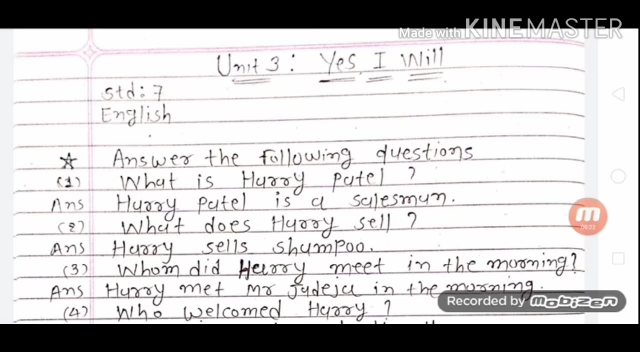 Made with KINEMASTER
Unit 3: Yes I Will
Std: 7
English
☆ Answer the following questions
(1) What is Harry Patel ?
Ans Harry Patel is a salesman.
(2) What does Harry sell ?
Ans Harry sells shampoo.
(3) Whom did Harry meet in the morning?
Ans Harry met Mr Jadeja in the morning.
Recorded by mobizen
(4) Who welcomed Harry ?